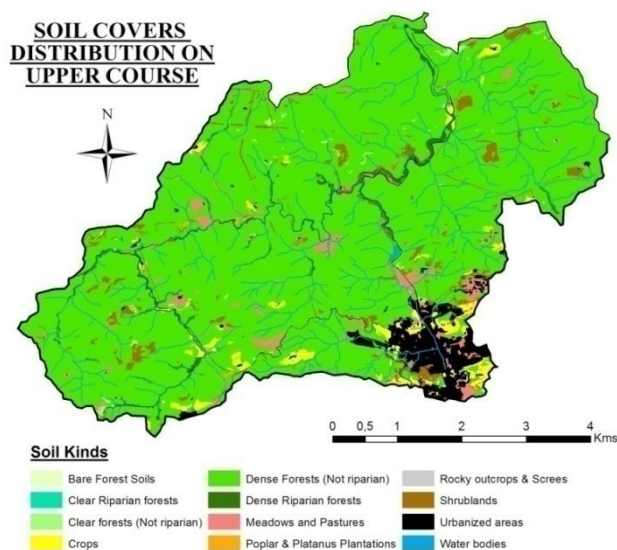 SOIL COVERS
DISTRIBUTION ON
UPPER COURSE
N
0 0,5 1 2 3 4
Kms
Soil Kinds
Bare Forest Soils
Clear Riparian forests
Clear forests (Not riparian)
Crops
Dense Forests (Not riparian)
Dense Riparian forests
Meadows and Pastures
Poplar & Platanus Plantations
Rocky outcrops & Screes
Shrublands
Urbanized areas
Water bodies